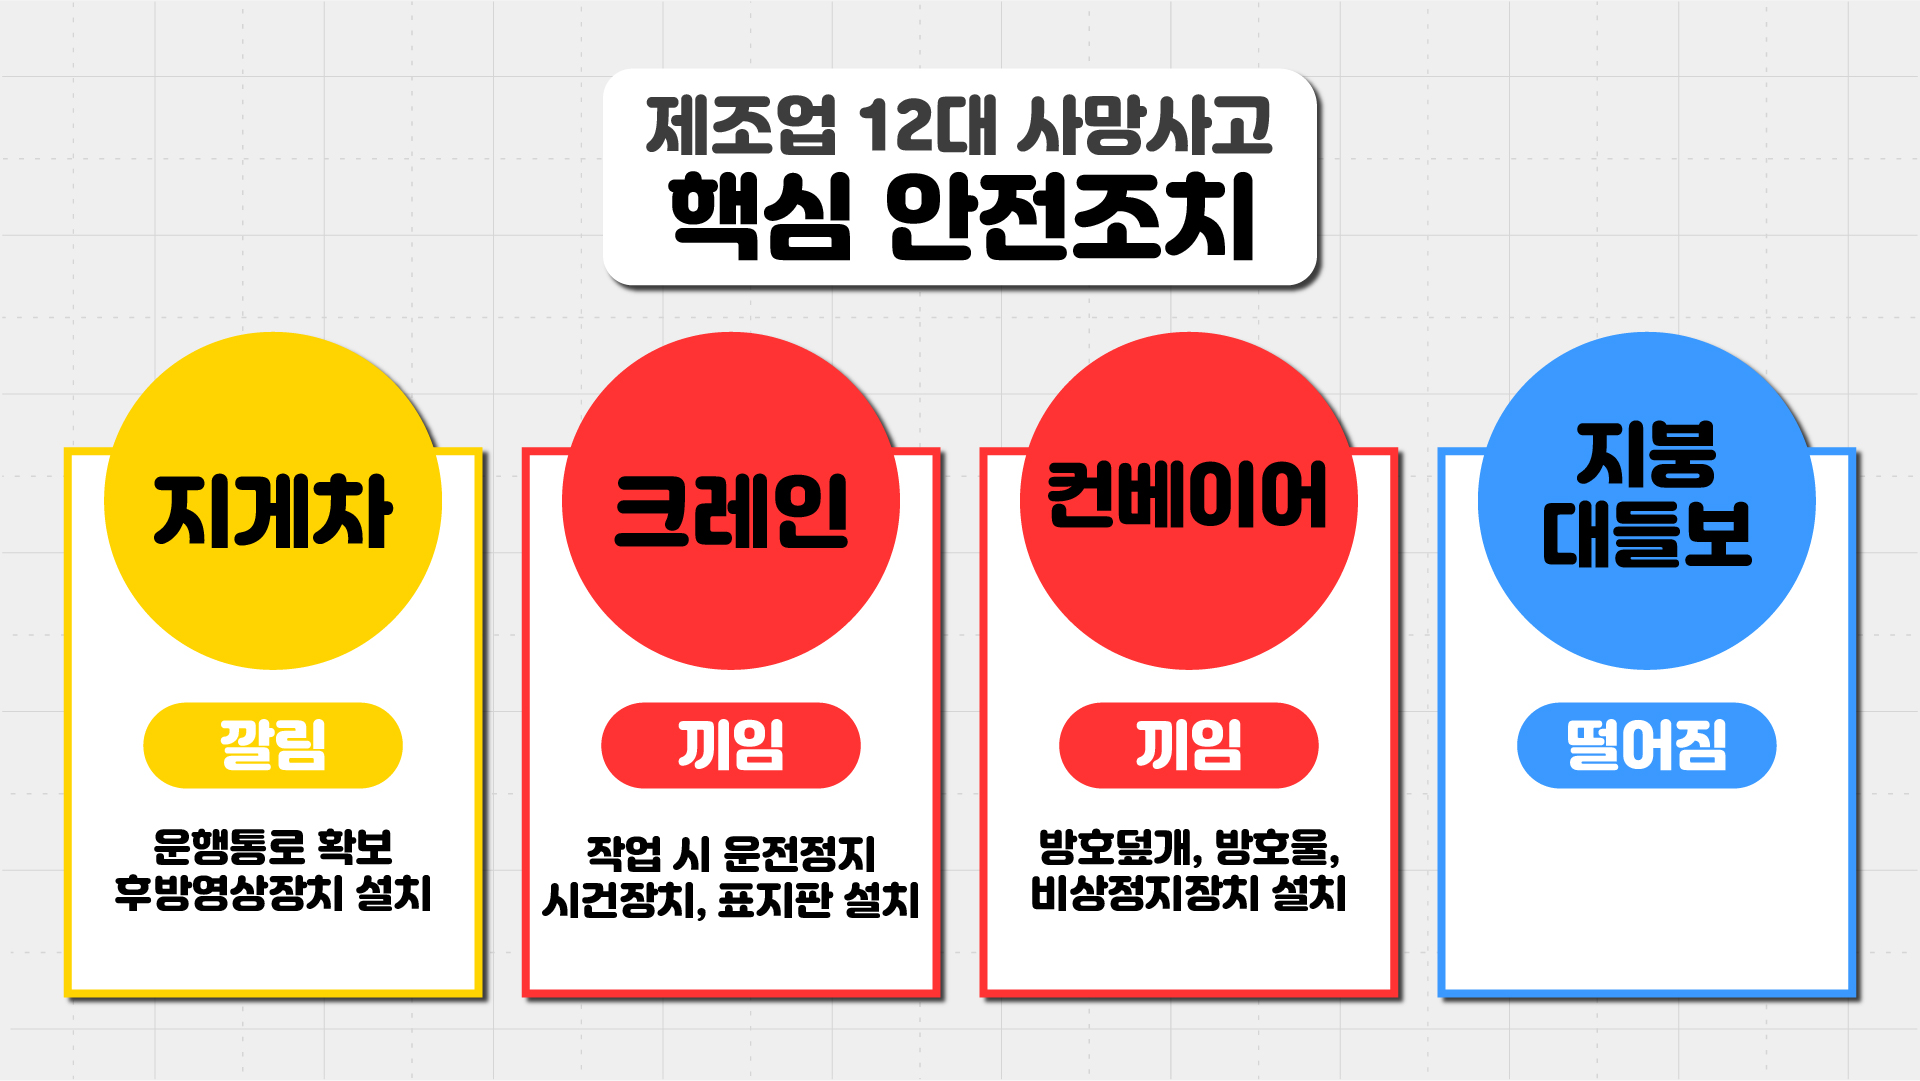 제조업 12대 사망사고
핵심 안전조치
지게차
깔림
운행통로 확보
후방영상장치 설치
크레인
끼임
작업 시 운전정지
시건장치, 표지판 설치
컨베이어
끼임
방호덮개, 방호울,
비상정지장치 설치
지붕
대들보
떨어짐